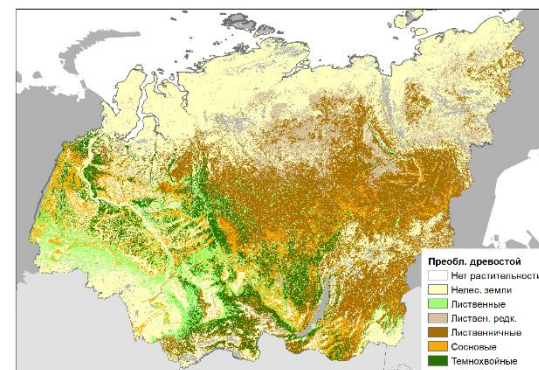 Преобл. древостой
Нет растительности
Нелес. земли
Лиственные
Листвен. редк.
Лиственничные
Сосновые
Темнохвойные